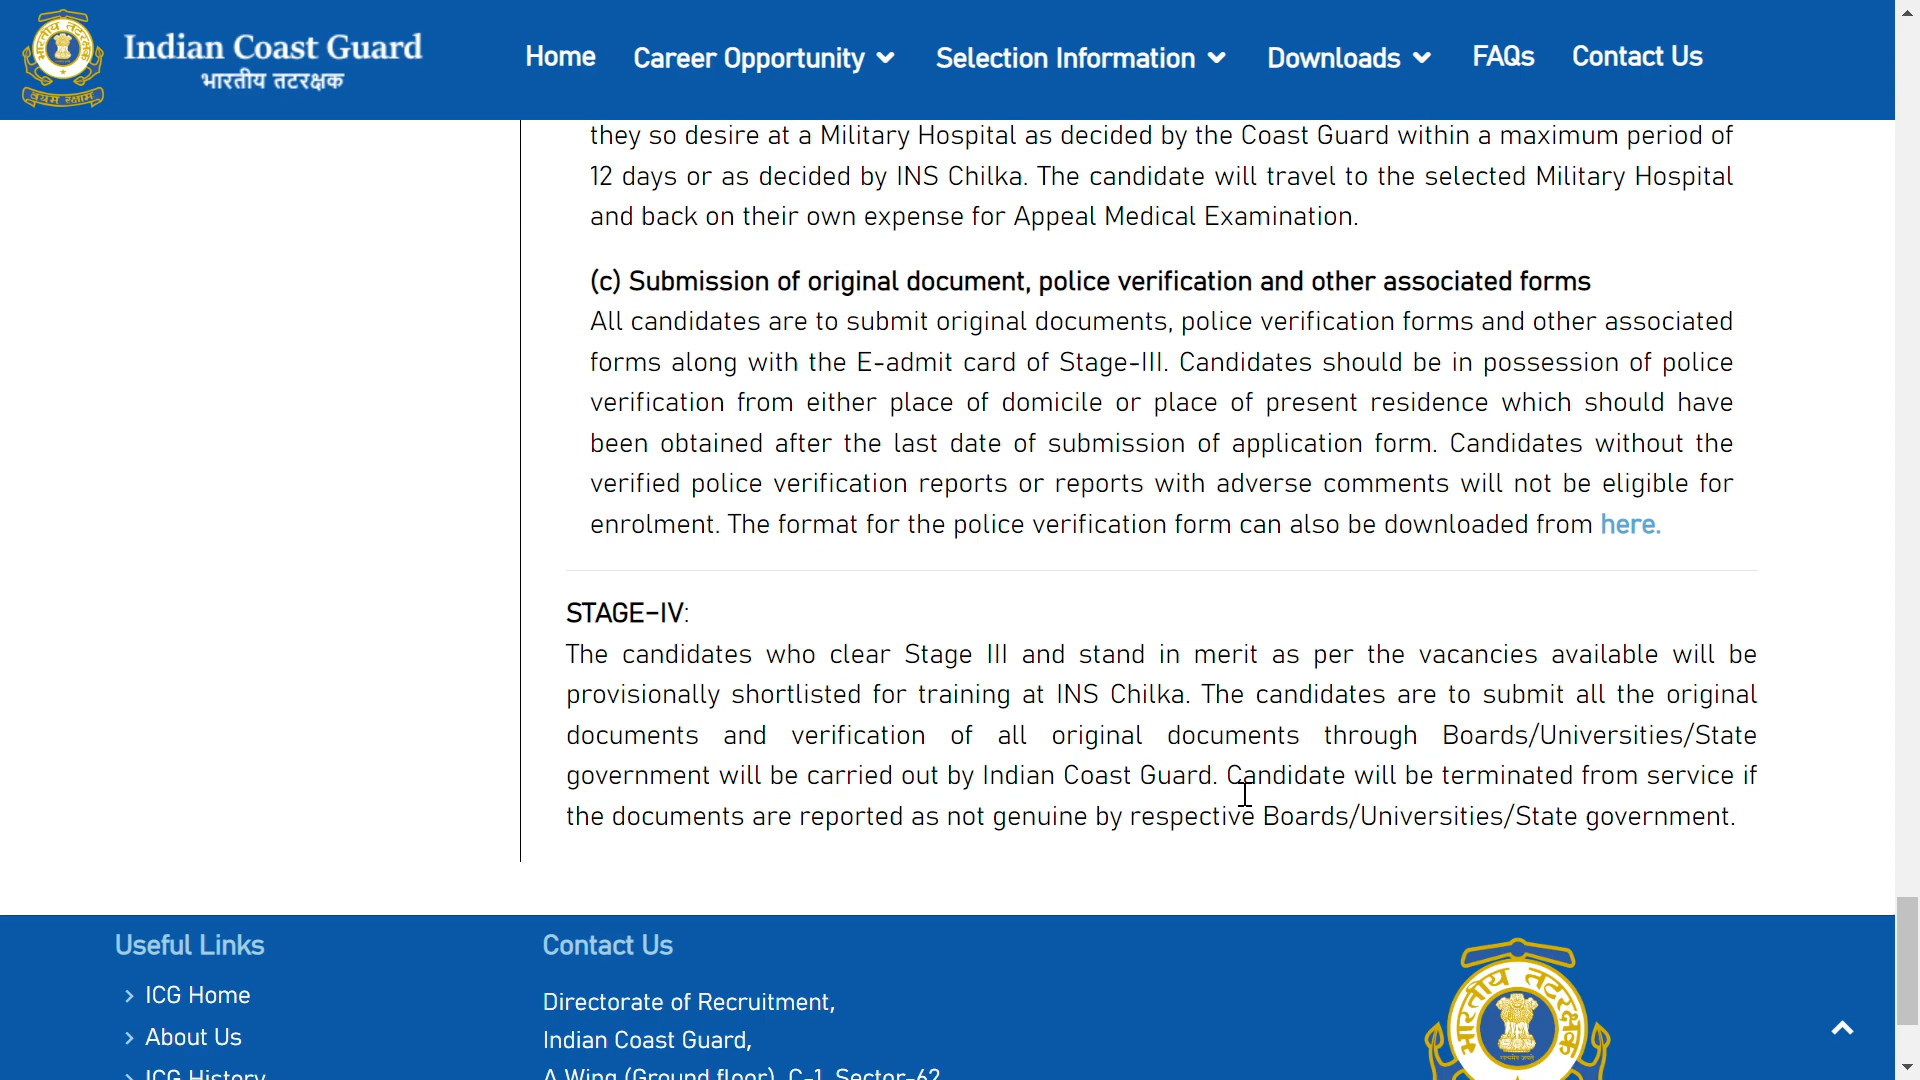 Indian Coast Guard
भारतीय तटरक्षक
Home Career Opportunity Selection Information Downloads FAQs Contact Us
they so desire at a Military Hospital as decided by the Coast Guard within a maximum period of
12 days or as decided by INS Chilka. The candidate will travel to the selected Military Hospital
and back on their own expense for Appeal Medical Examination.
(c) Submission of original document, police verification and other associated forms
All candidates are to submit original documents, police verification forms and other associated
forms along with the E-admit card of Stage-III. Candidates should be in possession of police
verification from either place of domicile or place of present residence which should have
been obtained after the last date of submission of application form. Candidates without the
verified police verification reports or reports with adverse comments will not be eligible for
enrolment. The format for the police verification form can also be downloaded from here.
STAGE-IV:
The candidates who clear Stage III and stand in merit as per the vacancies available will be
provisionally shortlisted for training at INS Chilka. The candidates are to submit all the original
documents and verification of all original documents through Boards/Universities/State
government will be carried out by Indian Coast Guard. Candidate will be terminated from service if
the documents are reported as not genuine by respective Boards/Universities/State government.
Useful Links
ICG Home
About Us
ICG History
Contact Us
Directorate of Recruitment,
Indian Coast Guard,
A Wing (Ground floor), C-1, Sector-62
भारतीय तटरक्षक